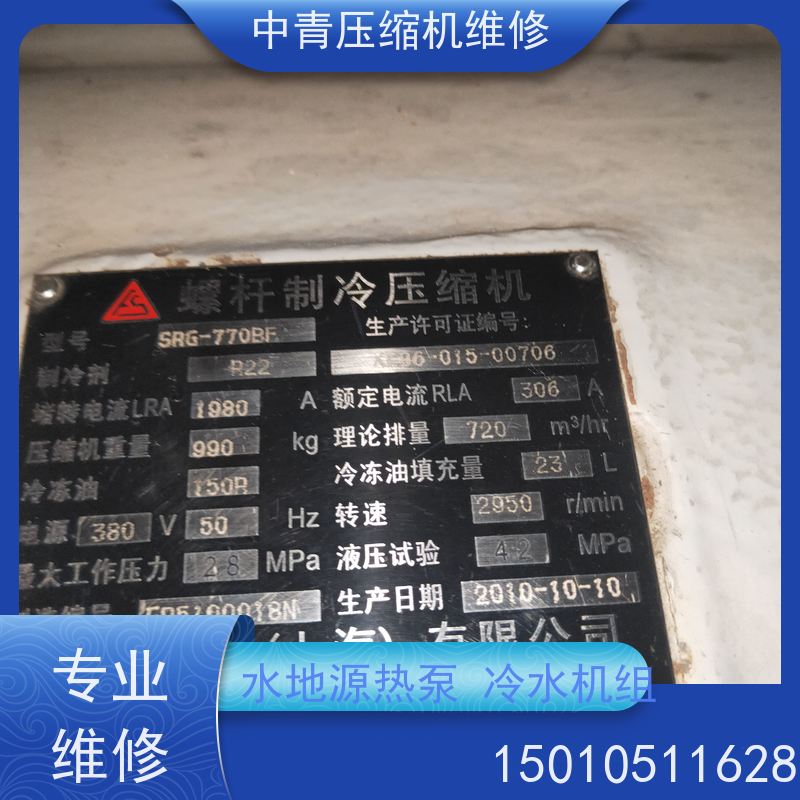 中青压缩机维修
螺杆制冷压缩机
型号 SRG-770BF 生产许可证编号:
制冷剂 R22 06-015-00706
堵转电流LRA 1980 A 额定电流RLA 306 A
压缩机重量 990 kg 理论排量 720 m³/hr
冷冻油 150R 冷冻油填充量 23 L
电源 380 V 50 Hz 转速 2950 r/min
最大工作压力 28 MPa 液压试验 42 MPa
生产日期 2010-10-10
有限公司
专业
维修
水地源热泵 冷水机组
15010511628